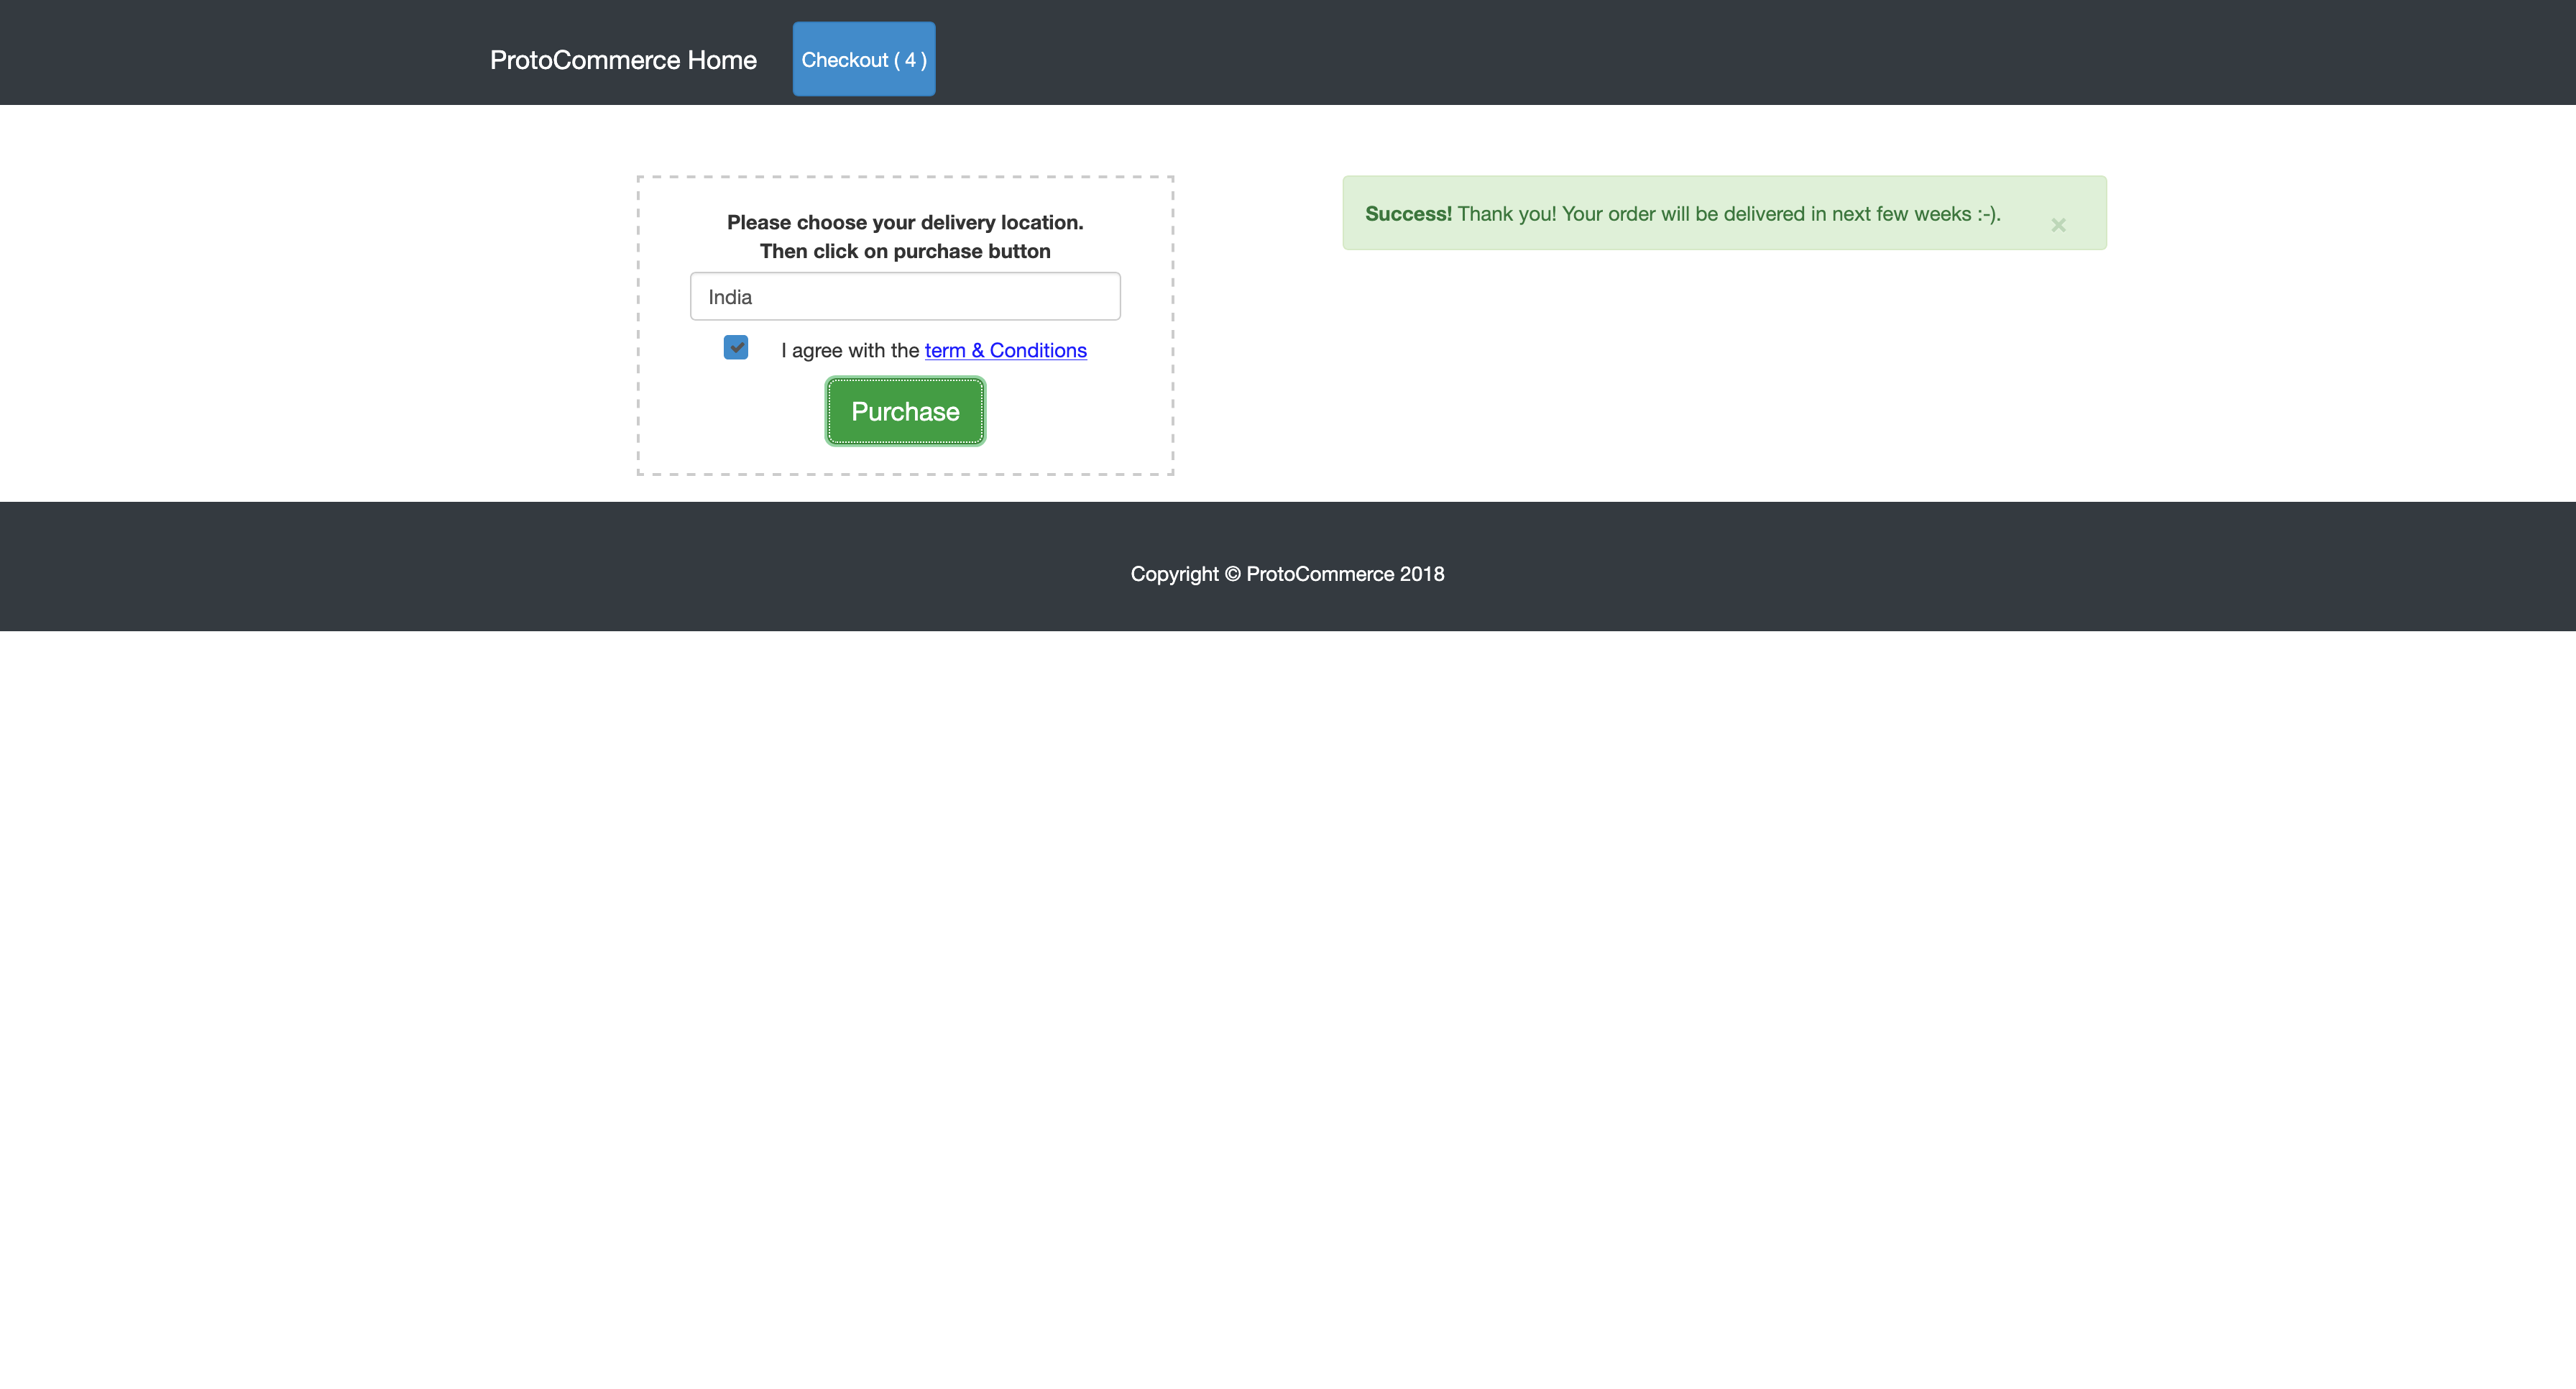 ProtoCommerce Home
Checkout ( 4 )
Please choose your delivery location.
Then click on purchase button
India
I agree with the term & Conditions
Purchase
Success! Thank you! Your order will be delivered in next few weeks :-).
×
Copyright © ProtoCommerce 2018